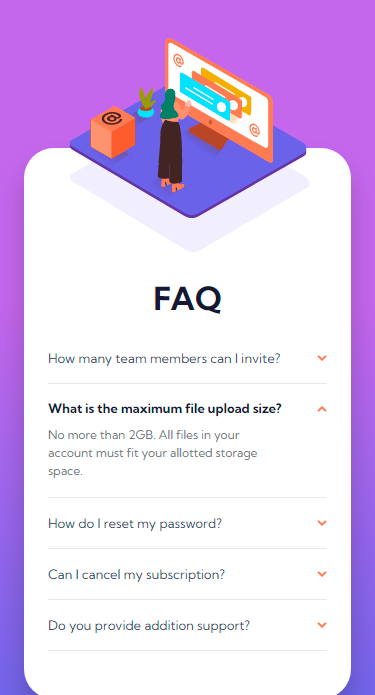 @
@
@
FAQ
How many team members can I invite?
What is the maximum file upload size?
No more than 2GB. All files in your
account must fit your allotted storage
space.
How do I reset my password?
Can I cancel my subscription?
Do you provide addition support?